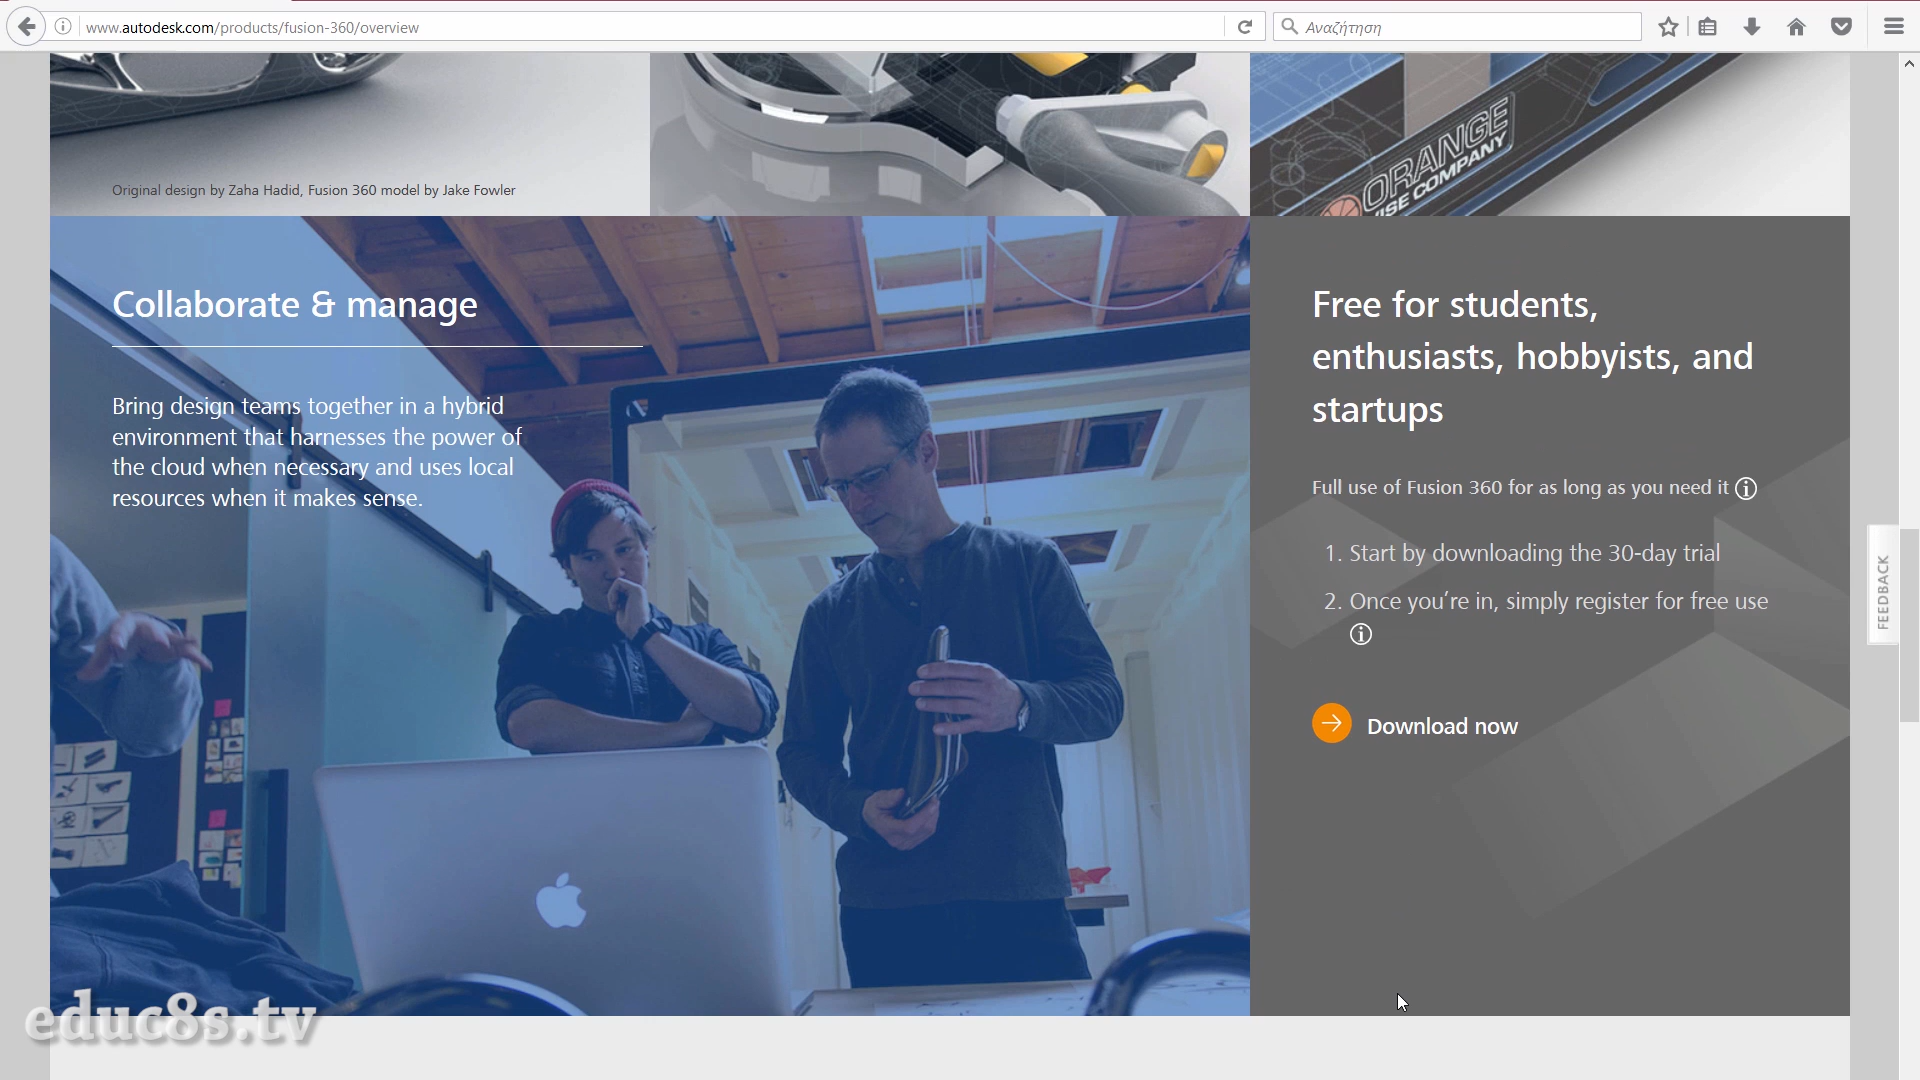 www.autodesk.com/products/fusion-360/overview
Αναζήτηση
Original design by Zaha Hadid, Fusion 360 model by Jake Fowler
ORANGE
ISE COMPANY
Collaborate & manage
Bring design teams together in a hybrid
environment that harnesses the power of
the cloud when necessary and uses local
resources when it makes sense.
Free for students,
enthusiasts, hobbyists, and
startups
Full use of Fusion 360 for as long as you need it
1. Start by downloading the 30-day trial
2. Once you’re in, simply register for free use
Download now
FEEDBACK
educ8s.tv